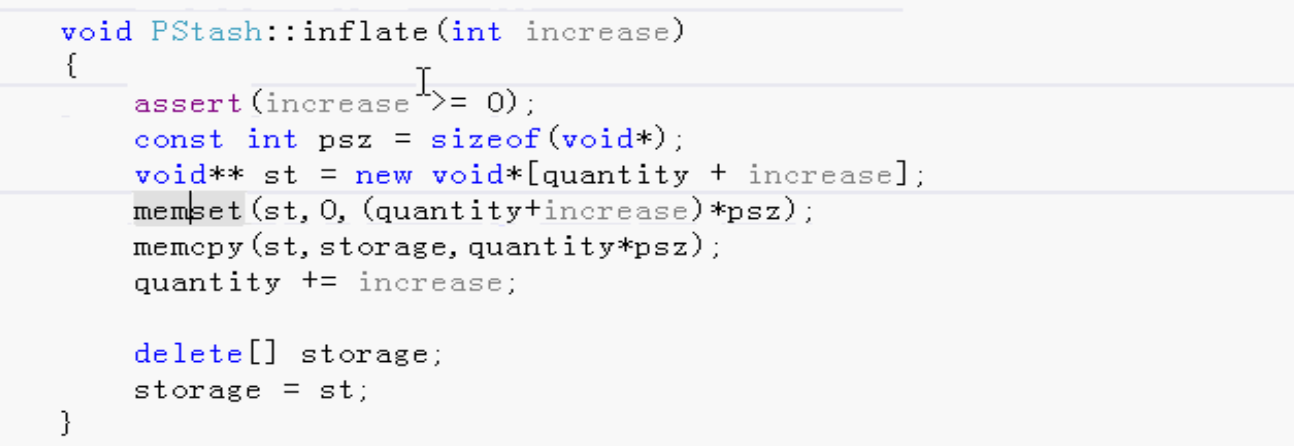 void PStash::inflate(int increase)
{
assert(increase >= 0);
const int psz = sizeof(void*);
void** st = new void*[quantity + increase];
memset(st,0,(quantity+increase)*psz);
memcpy(st,storage,quantity*psz);
quantity += increase;
delete[] storage;
storage = st;
}